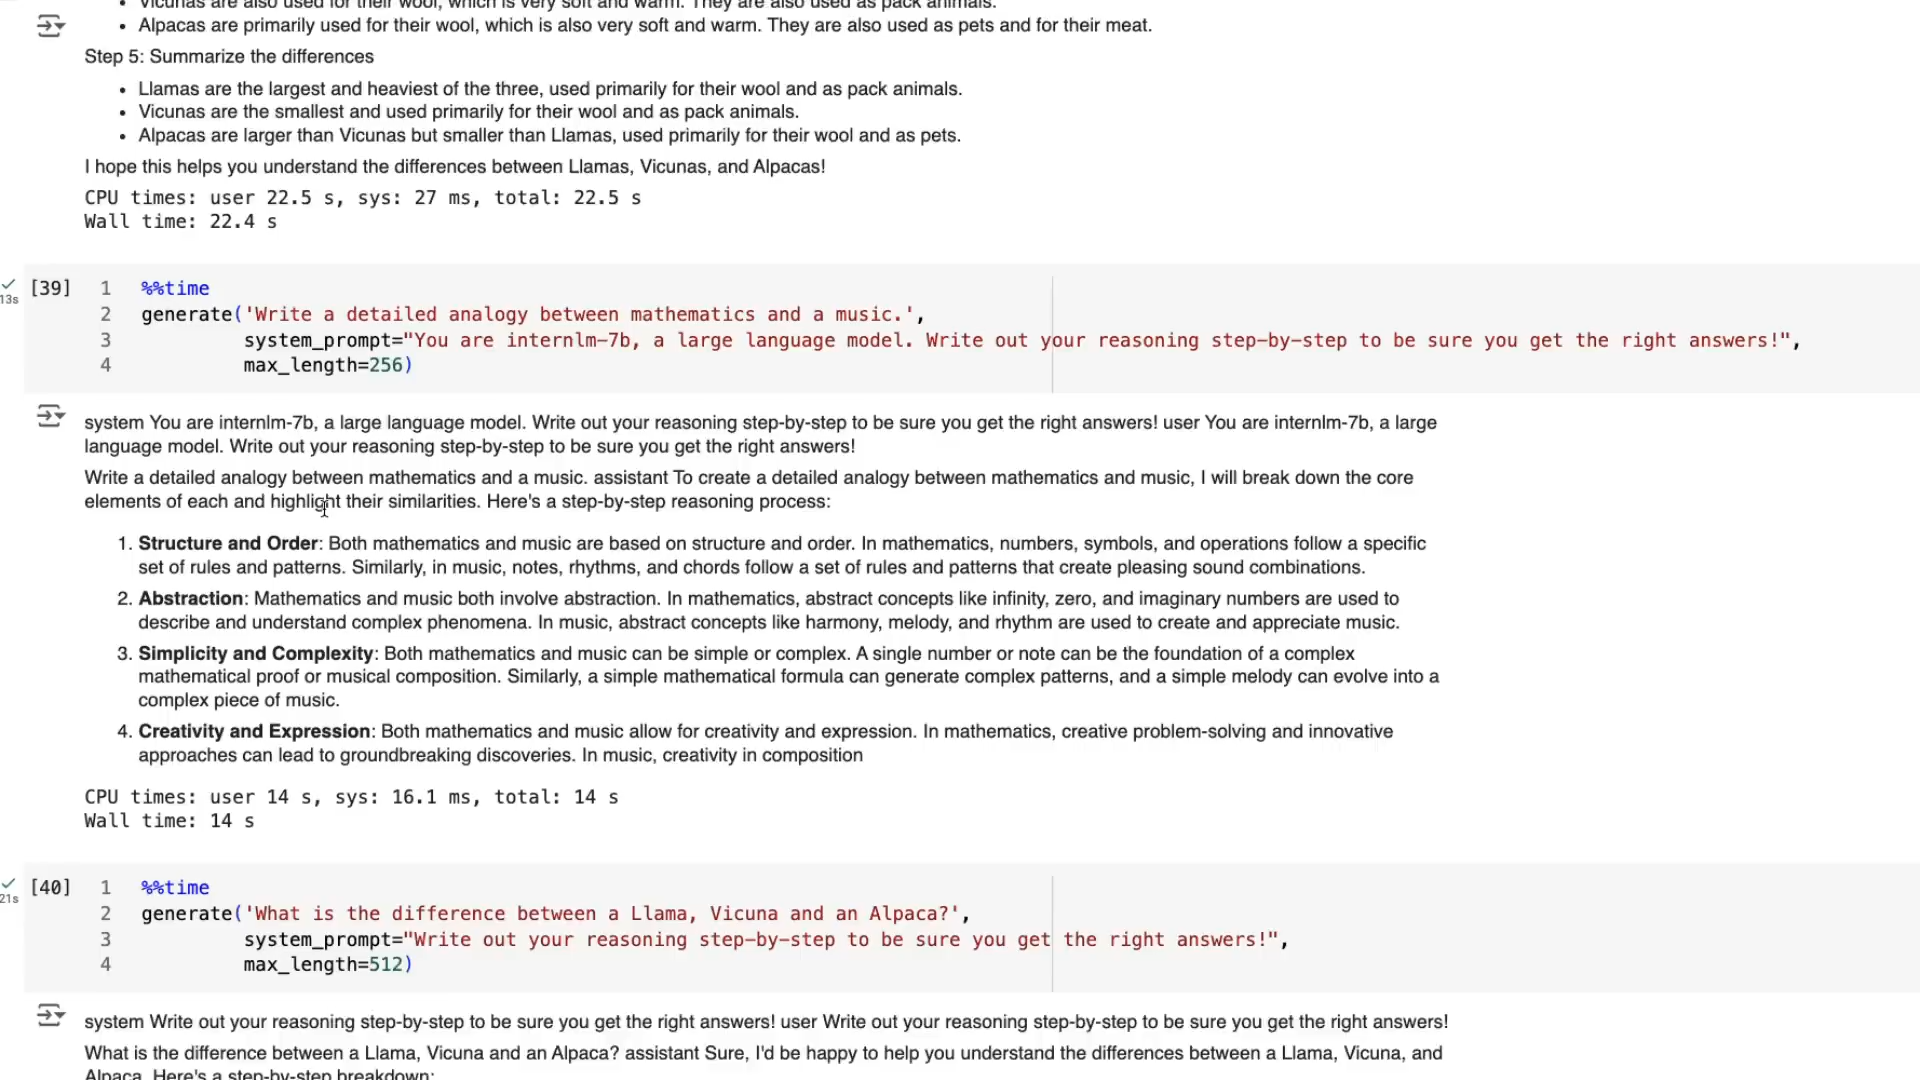 Vicunas are also used for their wool, which is very soft and warm. They are also used as pack animals.
• Alpacas are primarily used for their wool, which is also very soft and warm. They are also used as pets and for their meat.
Step 5: Summarize the differences
• Llamas are the largest and heaviest of the three, used primarily for their wool and as pack animals.
• Vicunas are the smallest and used primarily for their wool and as pack animals.
• Alpacas are larger than Vicunas but smaller than Llamas, used primarily for their wool and as pets.
I hope this helps you understand the differences between Llamas, Vicunas, and Alpacas!
CPU times: user 22.5 s, sys: 27 ms, total: 22.5 s
Wall time: 22.4 s
13s
[39]
1 %%time
2 generate('Write a detailed analogy between mathematics and a music.',
3 system_prompt="You are internlm-7b, a large language model. Write out your reasoning step-by-step to be sure you get the right answers!",
4 max_length=256)
system You are internlm-7b, a large language model. Write out your reasoning step-by-step to be sure you get the right answers! user You are internlm-7b, a large
language model. Write out your reasoning step-by-step to be sure you get the right answers!
Write a detailed analogy between mathematics and a music. assistant To create a detailed analogy between mathematics and music, I will break down the core
elements of each and highlight their similarities. Here's a step-by-step reasoning process:
1. Structure and Order: Both mathematics and music are based on structure and order. In mathematics, numbers, symbols, and operations follow a specific
set of rules and patterns. Similarly, in music, notes, rhythms, and chords follow a set of rules and patterns that create pleasing sound combinations.
2. Abstraction: Mathematics and music both involve abstraction. In mathematics, abstract concepts like infinity, zero, and imaginary numbers are used to
describe and understand complex phenomena. In music, abstract concepts like harmony, melody, and rhythm are used to create and appreciate music.
3. Simplicity and Complexity: Both mathematics and music can be simple or complex. A single number or note can be the foundation of a complex
mathematical proof or musical composition. Similarly, a simple mathematical formula can generate complex patterns, and a simple melody can evolve into a
complex piece of music.
4. Creativity and Expression: Both mathematics and music allow for creativity and expression. In mathematics, creative problem-solving and innovative
approaches can lead to groundbreaking discoveries. In music, creativity in composition
CPU times: user 14 s, sys: 16.1 ms, total: 14 s
Wall time: 14 s
21s
[40]
1 %%time
2 generate('What is the difference between a Llama, Vicuna and an Alpaca?',
3 system_prompt="Write out your reasoning step-by-step to be sure you get the right answers!",
4 max_length=512)
system Write out your reasoning step-by-step to be sure you get the right answers! user Write out your reasoning step-by-step to be sure you get the right answers!
What is the difference between a Llama, Vicuna and an Alpaca? assistant Sure, I'd be happy to help you understand the differences between a Llama, Vicuna, and
Alpaca. Here's a step-by-step breakdown: